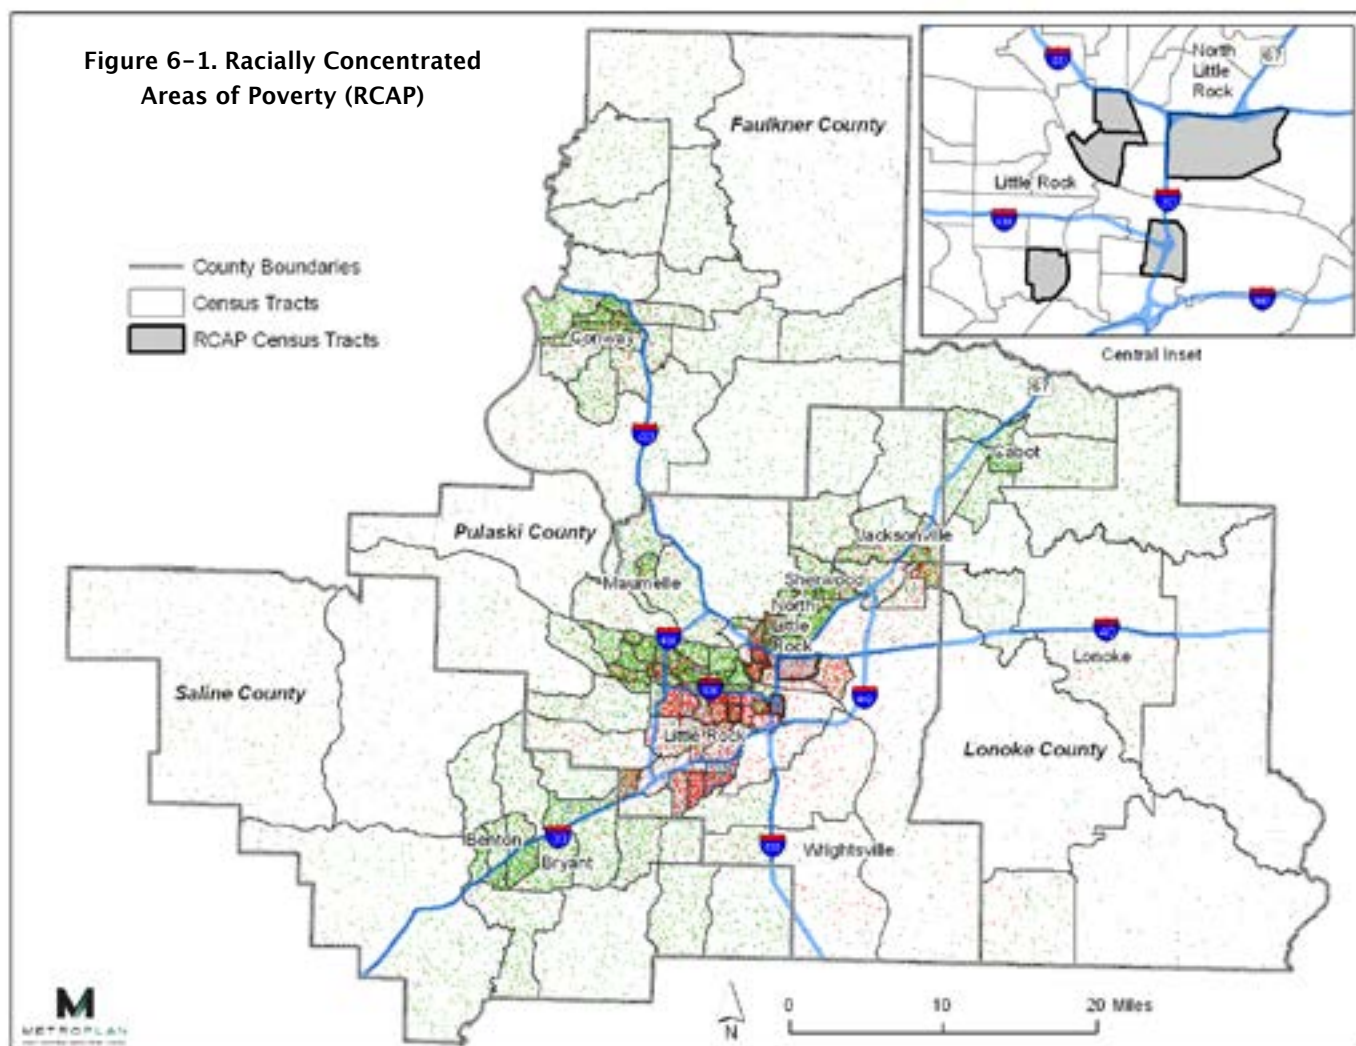 Figure 6-1. Racially Concentrated
Areas of Poverty (RCAP)
County Boundaries
Census Tracts
RCAP Census Tracts
North
Little
Rock
67
Little Rock
Central Inset
Faulkner County
Conway
67
Cabot
Pulaski County
Jacksonville
Maumelle
Sherwood
North
Little
Rock
Lonoke
Saline County
Little Rock
Lonoke County
Benton
Bryant
Wrightsville
METROPLAN
N
0 10 20 Miles